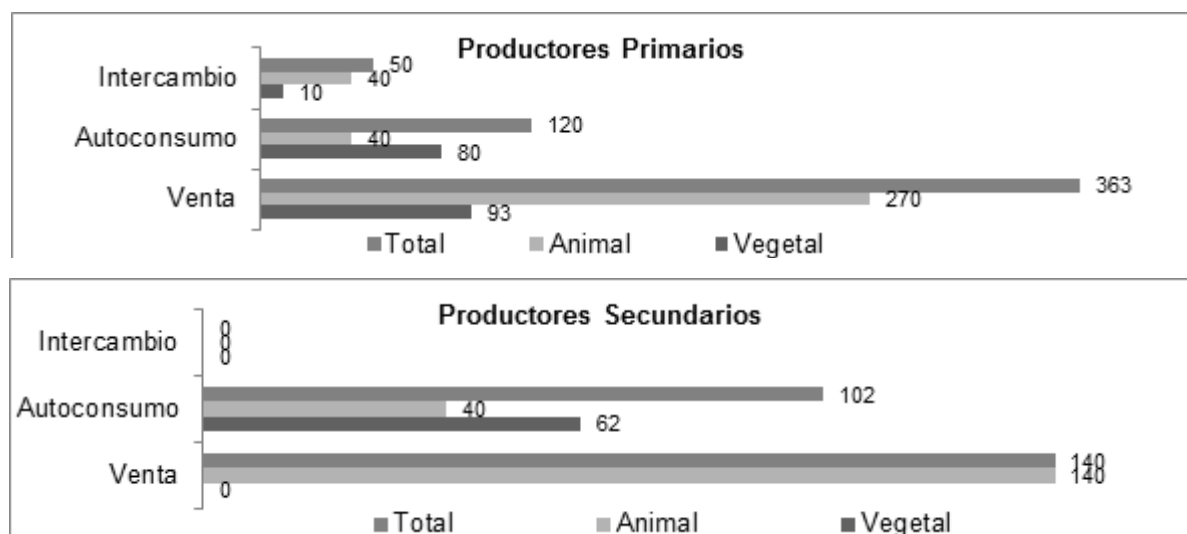 Productores Primarios
Intercambio
50
40
10
Autoconsumo
120
40
80
Venta
363
270
93
Total Animal Vegetal
Productores Secundarios
Intercambio
0
0
0
Autoconsumo
102
40
62
Venta
140
140
0
Total Animal Vegetal